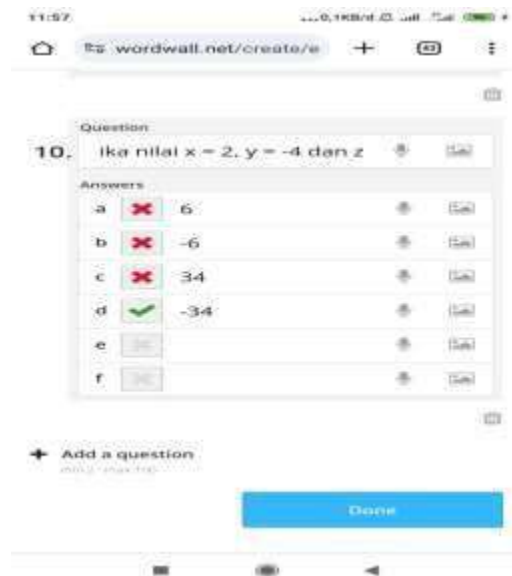 11:57
wordwall.net/create/e
Question
10. ika nilai x = 2, y = -4 dan z
Answers
a 6
b -6
c 34
d -34
e
f
+ Add a question
Done